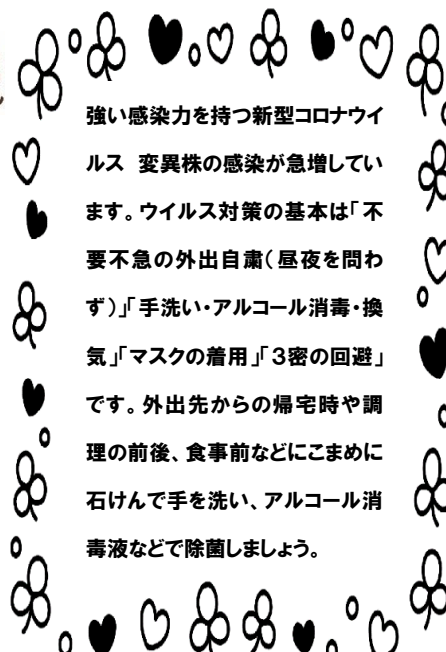 強い感染力を持つ新型コロナウイ
ルス 変異株の感染が急増してい
ます。ウイルス対策の基本は「不
要不急の外出自粛(昼夜を問わ
ず)」「手洗い・アルコール消毒・換
気」「マスクの着用」「3密の回避」
です。外出先からの帰宅時や調
理の前後、食事前などにこまめに
石けんで手を洗い、アルコール消
毒液などで除菌しましょう。